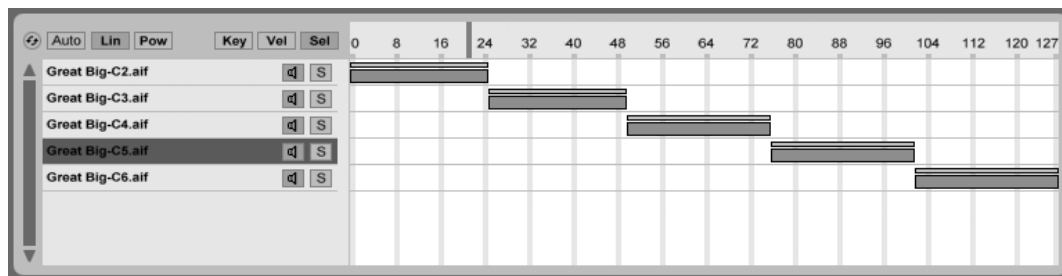 Auto Lin Pow Key Vel Sel 0 8 16 24 32 40 48 56 64 72 80 88 96 104 112 120 127
Great Big-C2.aif S
Great Big-C3.aif S
Great Big-C4.aif S
Great Big-C5.aif S
Great Big-C6.aif S